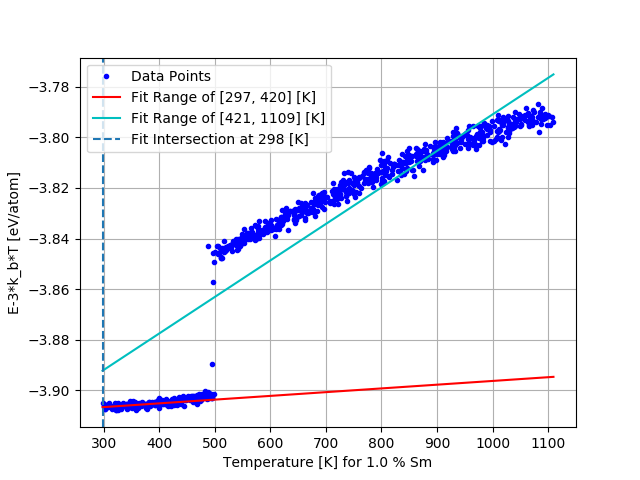 Data Points
Fit Range of [297, 420] [K]
Fit Range of [421, 1109] [K]
Fit Intersection at 298 [K]
−3.78
−3.80
−3.82
−3.84
−3.86
−3.88
−3.90
E-3*k_b*T [eV/atom]
300 400 500 600 700 800 900 1000 1100
Temperature [K] for 1.0 % Sm